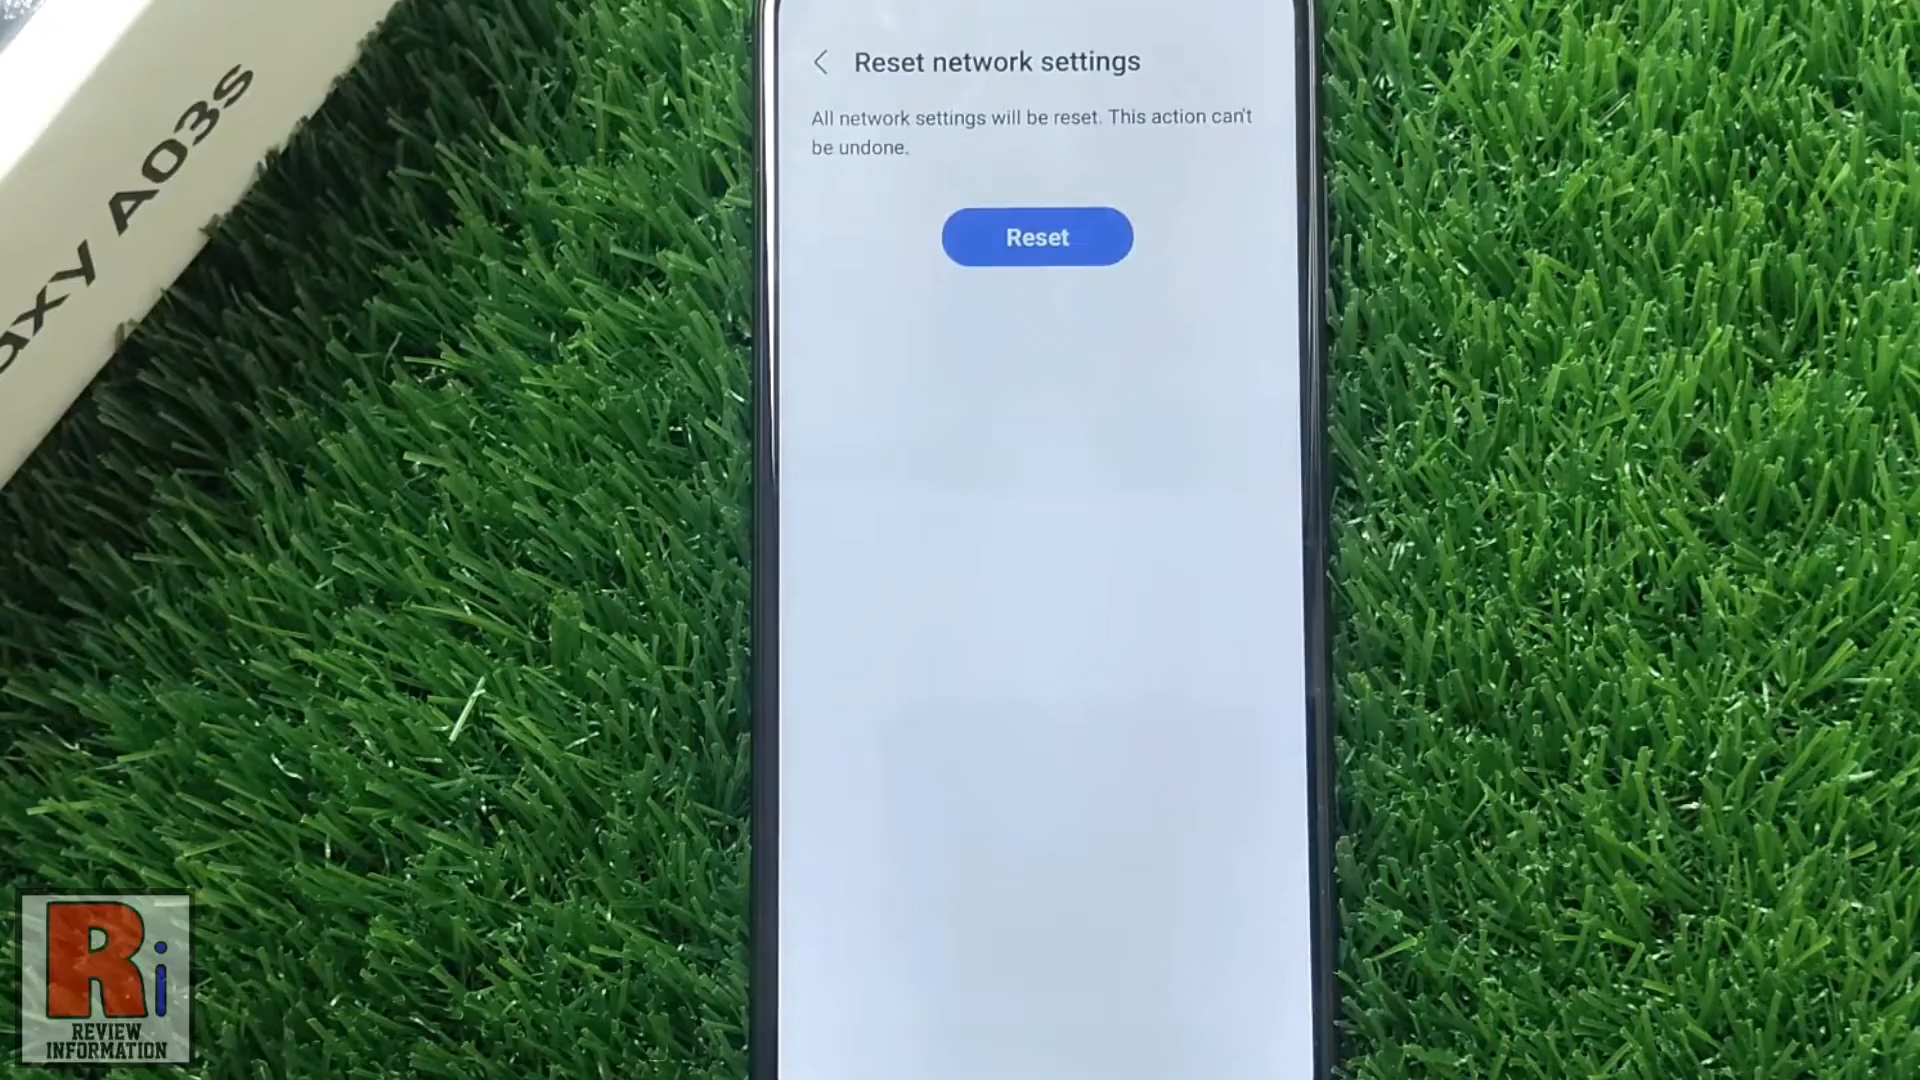 Reset network settings
All network settings will be reset. This action can't
be undone.
Reset
axy A03s
Ri
REVIEW
INFORMATION